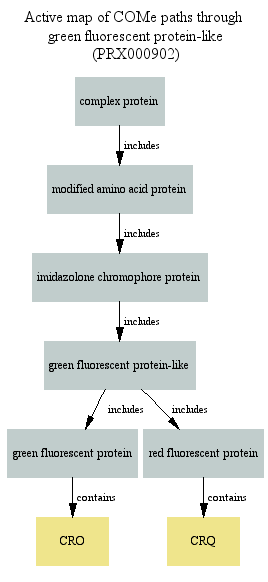 Active map of COMe paths through
green fluorescent protein-like
(PRX000902)
complex protein
includes
modified amino acid protein
includes
imidazolone chromophore protein
includes
green fluorescent protein-like
includes includes
green fluorescent protein red fluorescent protein
contains contains
CRO CRQ